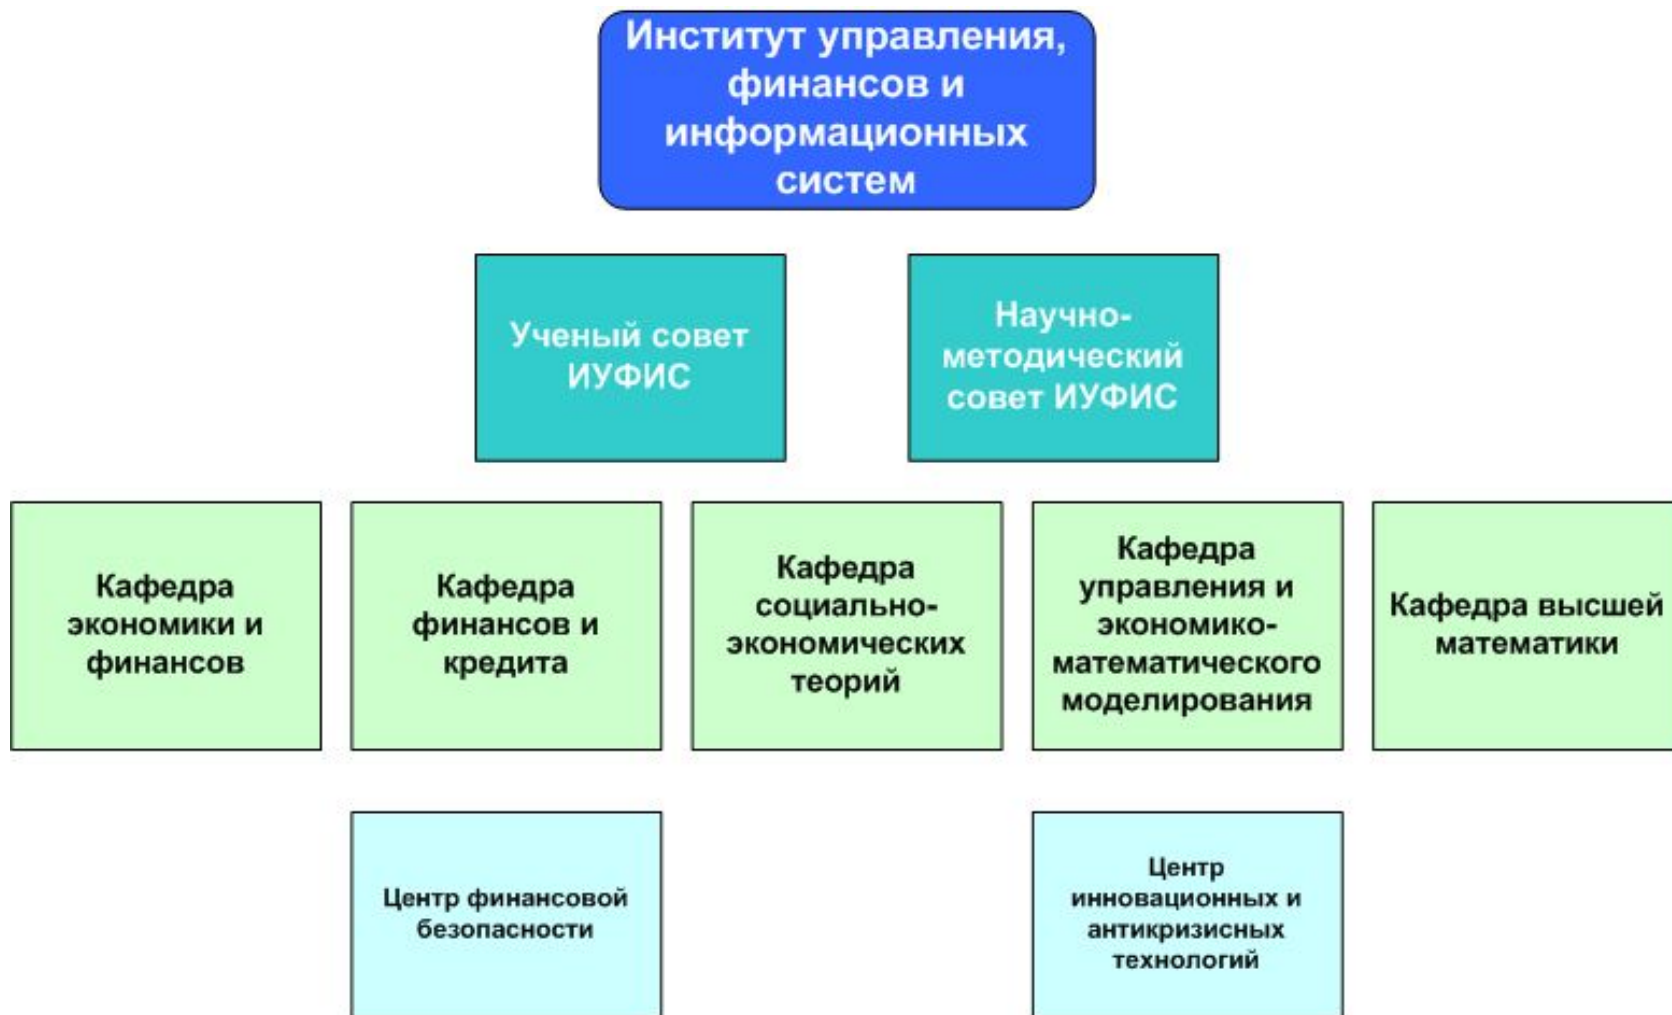 Институт управления,
финансов и
информационных
систем
Ученый совет
ИУФИС
Научно-
методический
совет ИУФИС
Кафедра
экономики и
финансов
Кафедра
финансов и
кредита
Кафедра
социально-
экономических
теорий
Кафедра
управления и
экономико-
математического
моделирования
Кафедра высшей
математики
Центр финансовой
безопасности
Центр
инновационных и
антикризисных
технологий